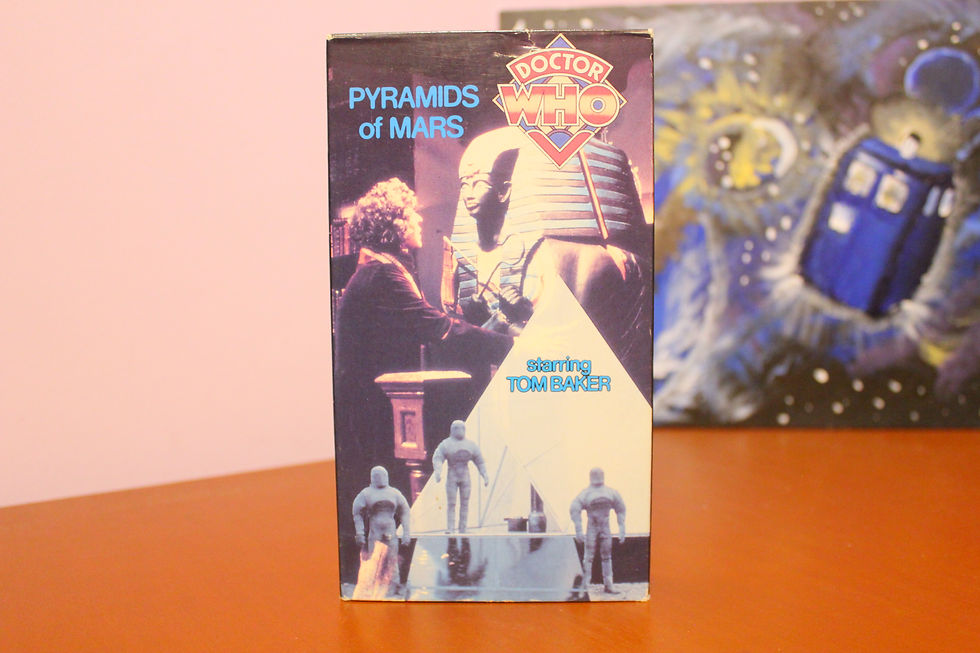 PYRAMIDS
of MARS
DOCTOR
WHO
starring
TOM BAKER